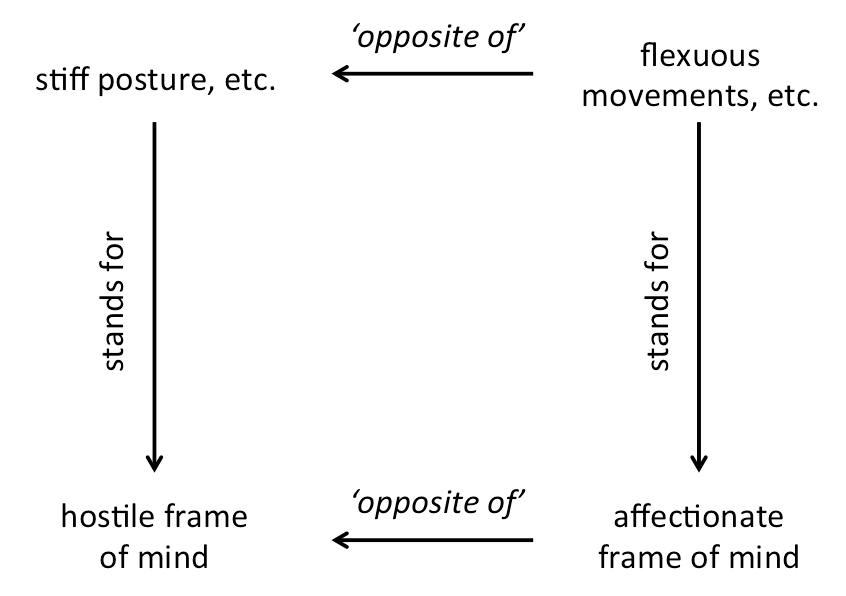 ‘opposite of’
stiff posture, etc.
flexuous
movements, etc.
stands for
stands for
‘opposite of’
hostile frame
of mind
affectionate
frame of mind